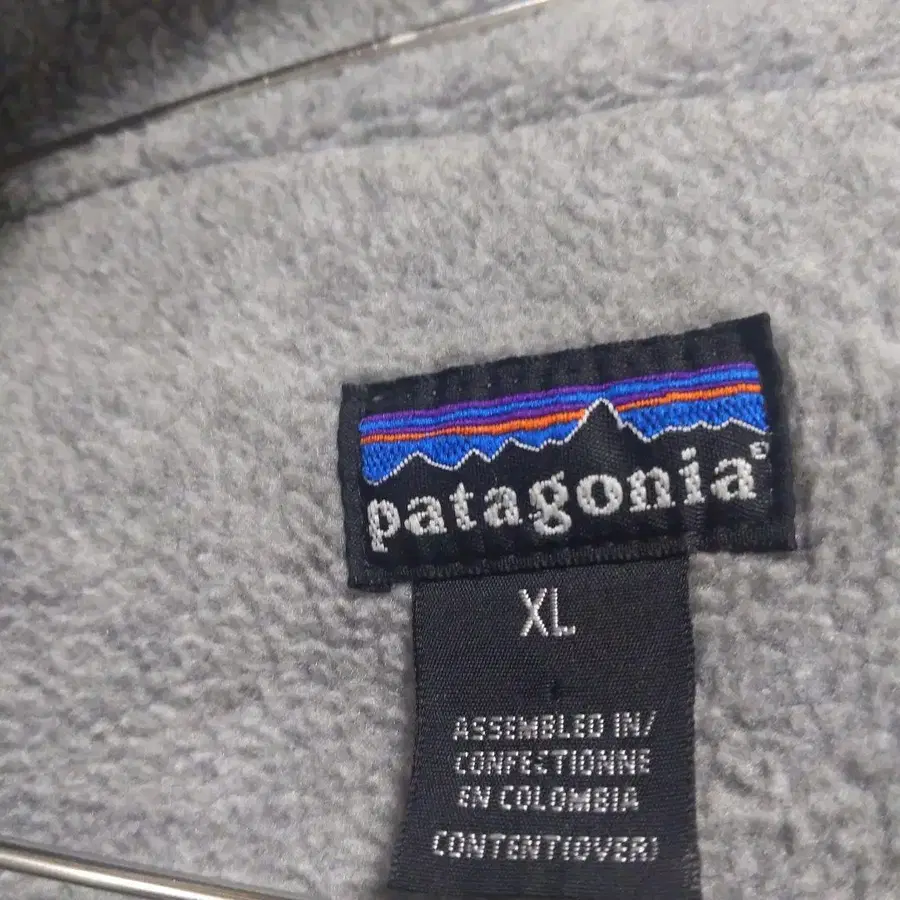 patagonia©
XL
ASSEMBLED IN/
CONFECTIONNE
EN COLOMBIA
CONTENT(OVER)